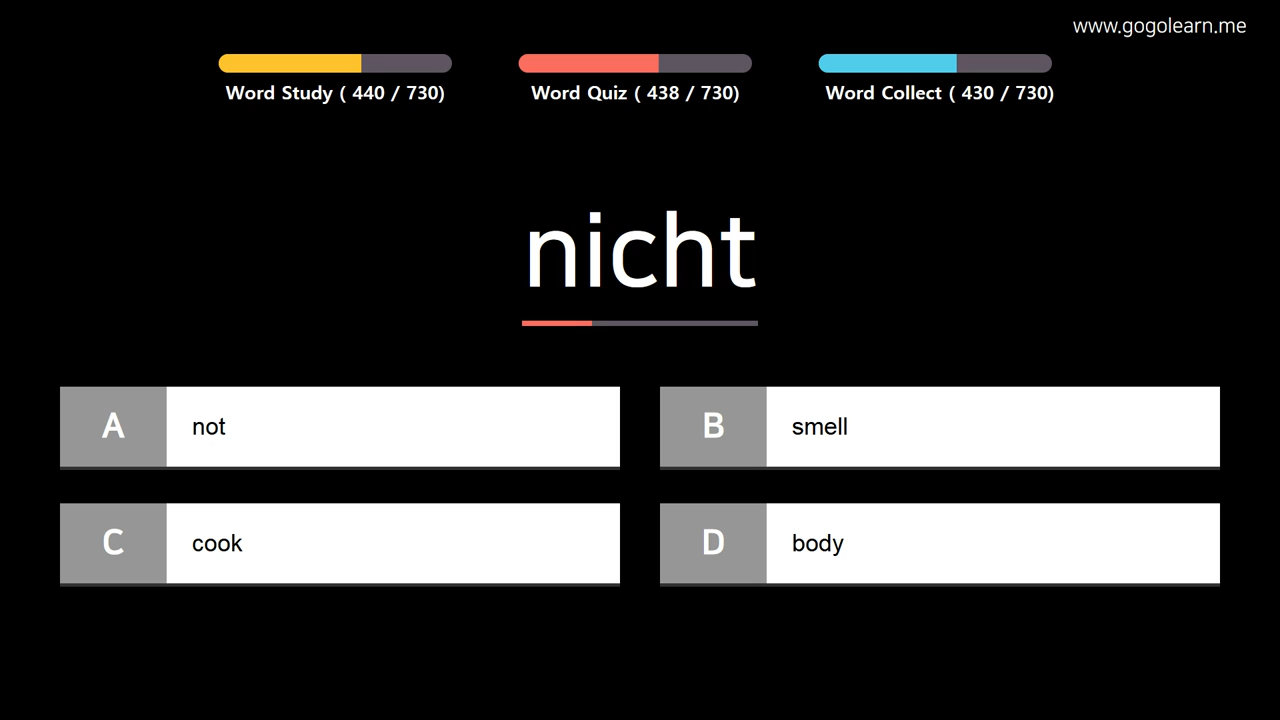 www.gogolearn.me
Word Study ( 440 / 730)
Word Quiz ( 438 / 730)
Word Collect ( 430 / 730)
nicht
A not
B smell
C cook
D body